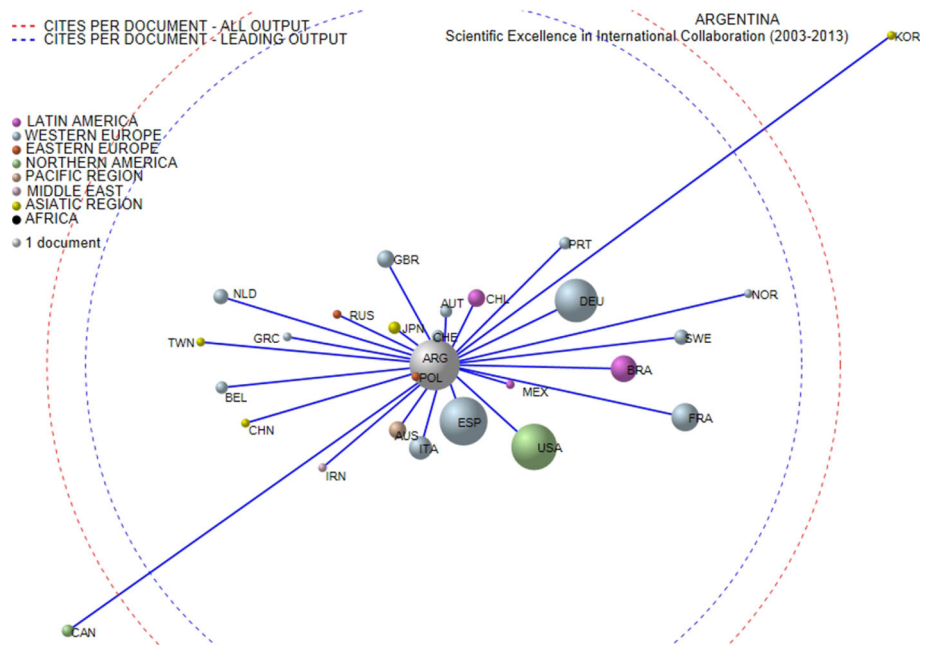 CITES PER DOCUMENT - ALL OUTPUT
CITES PER DOCUMENT - LEADING OUTPUT
ARGENTINA
Scientific Excellence in International Collaboration (2003-2013)
KOR
LATIN AMERICA
WESTERN EUROPE
EASTERN EUROPE
NORTHERN AMERICA
PACIFIC REGION
MIDDLE EAST
ASIATIC REGION
AFRICA
1 document
GBR
PRT
NLD
AUT
CHL
DEU
NOR
RUS
JPN
TWN
GRC
CHE
SWE
ARG
BRA
POL
BEL
MEX
CHN
AUS
ITA
ESP
FRA
USA
IRN
CAN